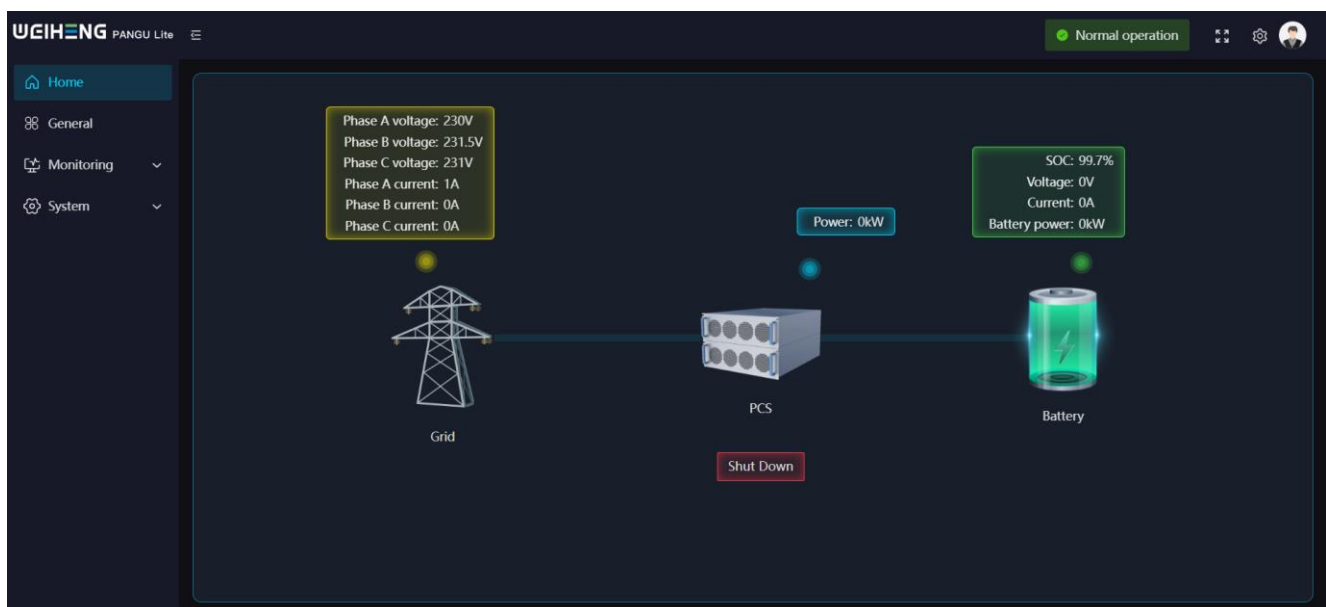 WEIHENG PANGU Lite
Normal operation
Home
General
Monitoring
System
Phase A voltage: 230V
Phase B voltage: 231.5V
Phase C voltage: 231V
Phase A current: 1A
Phase B current: 0A
Phase C current: 0A
Power: 0kW
SOC: 99.7%
Voltage: 0V
Current: 0A
Battery power: 0kW
Grid
PCS
Battery
Shut Down